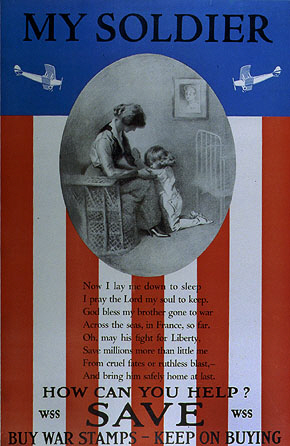 MY SOLDIER
Now I lay me down to sleep
I pray the Lord my soul to keep.
God bless my brother gone to war
Across the seas, in France, so far.
Oh, may his fight for Liberty,
Save millions more than little me
From cruel fates or ruthless blast,–
And bring him safely home at last.
HOW CAN YOU HELP?
WSS SAVE WSS
BUY WAR STAMPS – KEEP ON BUYING